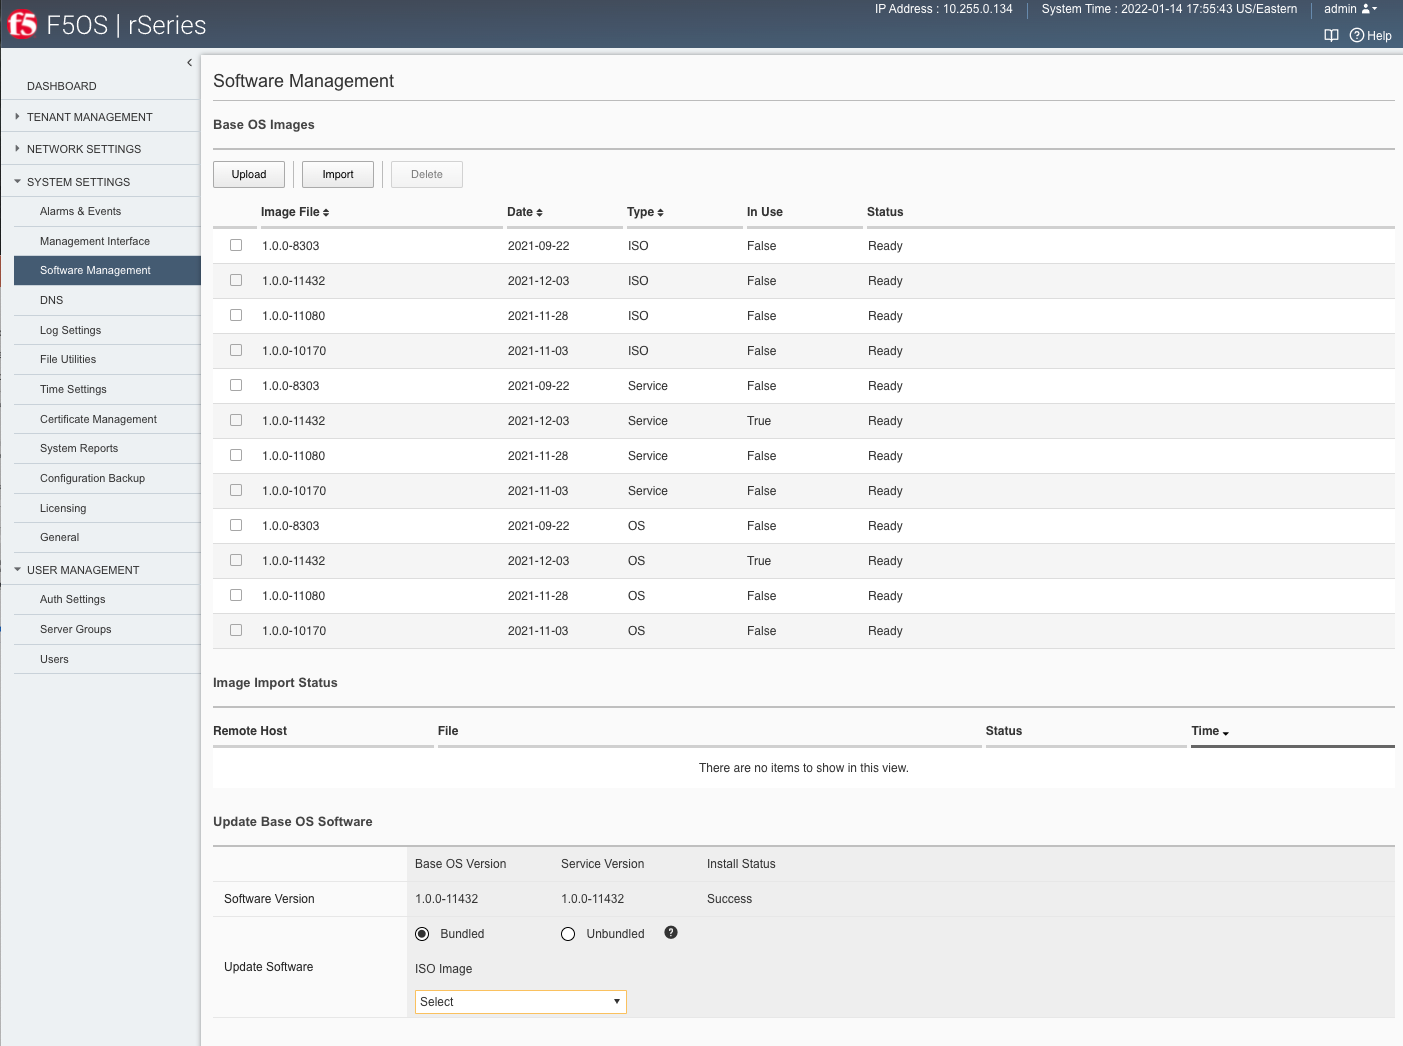 f5 F5OS | rSeries
IP Address : 10.255.0.134 System Time : 2022-01-14 17:55:43 US/Eastern admin
Help
DASHBOARD
TENANT MANAGEMENT
NETWORK SETTINGS
SYSTEM SETTINGS
Alarms & Events
Management Interface
Software Management
DNS
Log Settings
File Utilities
Time Settings
Certificate Management
System Reports
Configuration Backup
Licensing
General
USER MANAGEMENT
Auth Settings
Server Groups
Users
Software Management
Base OS Images
Upload Import Delete
Image File Date Type In Use Status
1.0.0-8303 2021-09-22 ISO False Ready
1.0.0-11432 2021-12-03 ISO False Ready
1.0.0-11080 2021-11-28 ISO False Ready
1.0.0-10170 2021-11-03 ISO False Ready
1.0.0-8303 2021-09-22 Service False Ready
1.0.0-11432 2021-12-03 Service True Ready
1.0.0-11080 2021-11-28 Service False Ready
1.0.0-10170 2021-11-03 Service False Ready
1.0.0-8303 2021-09-22 OS False Ready
1.0.0-11432 2021-12-03 OS True Ready
1.0.0-11080 2021-11-28 OS False Ready
1.0.0-10170 2021-11-03 OS False Ready
Image Import Status
Remote Host File Status Time
There are no items to show in this view.
Update Base OS Software
Base OS Version Service Version Install Status
Software Version 1.0.0-11432 1.0.0-11432 Success
Bundled Unbundled ?
Update Software
ISO Image
Select